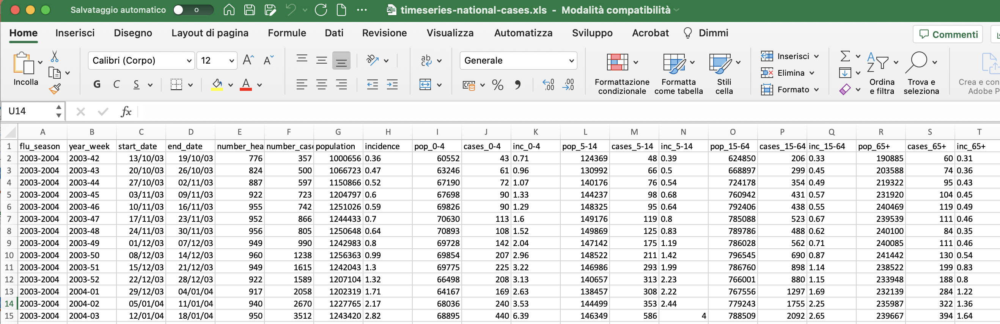 Salvataggio automatico O timeseries-national-cases.xls - Modalità compatibilità
Home Inserisci Disegno Layout di pagina Formule Dati Revisione Visualizza Automatizza Sviluppo Acrobat Dimmi Commenti
Incolla
Calibri (Corpo) 12 A A
G C S A
ab c
Generale
% , ,00 ,0
Formattazione condizionale
Formatta come tabella
Stili cella
Inserisci
Elimina
Formato
Σ
A Z
Ordina e filtra
Trova e seleziona
Crea e con
Adobe P
U14 fx
A B C D E F G H I J K L M N O P Q R S T
1 flu_season year_week start_date end_date number_hea number_case population incidence pop_0-4 cases_0-4 inc_0-4 pop_5-14 cases_5-14 inc_5-14 pop_15-64 cases_15-64 inc_15-64 pop_65+ cases_65+ inc_65+
2 2003-2004 2003-42 13/10/03 19/10/03 776 357 1000656 0.36 60552 43 0.71 124369 48 0.39 624850 206 0.33 190885 60 0.31
3 2003-2004 2003-43 20/10/03 26/10/03 824 500 1066723 0.47 63246 61 0.96 130992 66 0.5 668897 299 0.45 203588 74 0.36
4 2003-2004 2003-44 27/10/03 02/11/03 887 597 1150866 0.52 67190 72 1.07 140176 76 0.54 724178 354 0.49 219322 95 0.43
5 2003-2004 2003-45 03/11/03 09/11/03 922 723 1204797 0.6 67698 90 1.33 144237 98 0.68 760942 431 0.57 231920 104 0.45
6 2003-2004 2003-46 10/11/03 16/11/03 955 742 1251026 0.59 69826 90 1.29 148325 95 0.64 792406 438 0.55 240469 119 0.49
7 2003-2004 2003-47 17/11/03 23/11/03 952 866 1244433 0.7 70630 113 1.6 149176 119 0.8 785088 523 0.67 239539 111 0.46
8 2003-2004 2003-48 24/11/03 30/11/03 956 805 1250648 0.64 70893 108 1.52 149869 125 0.83 789786 488 0.62 240100 84 0.35
9 2003-2004 2003-49 01/12/03 07/12/03 949 990 1242983 0.8 69728 142 2.04 147142 175 1.19 786028 562 0.71 240085 111 0.46
10 2003-2004 2003-50 08/12/03 14/12/03 960 1238 1256363 0.99 69854 207 2.96 148522 211 1.42 796545 690 0.87 241442 130 0.54
11 2003-2004 2003-51 15/12/03 21/12/03 949 1615 1242043 1.3 69775 225 3.22 146986 293 1.99 786760 898 1.14 238522 199 0.83
12 2003-2004 2003-52 22/12/03 28/12/03 922 1589 1207104 1.32 66498 208 3.13 140657 313 2.23 766001 880 1.15 233948 188 0.8
13 2003-2004 2004-01 29/12/03 04/01/04 917 2058 1202319 1.71 64167 169 2.63 138457 308 2.22 767556 1297 1.69 232139 284 1.22
14 2003-2004 2004-02 05/01/04 11/01/04 940 2670 1227765 2.17 68036 240 3.53 144499 353 2.44 779243 1755 2.25 235987 322 1.36
15 2003-2004 2004-03 12/01/04 18/01/04 950 3512 1243420 2.82 68895 440 6.39 146349 586 4 788509 2092 2.65 239667 394 1.64